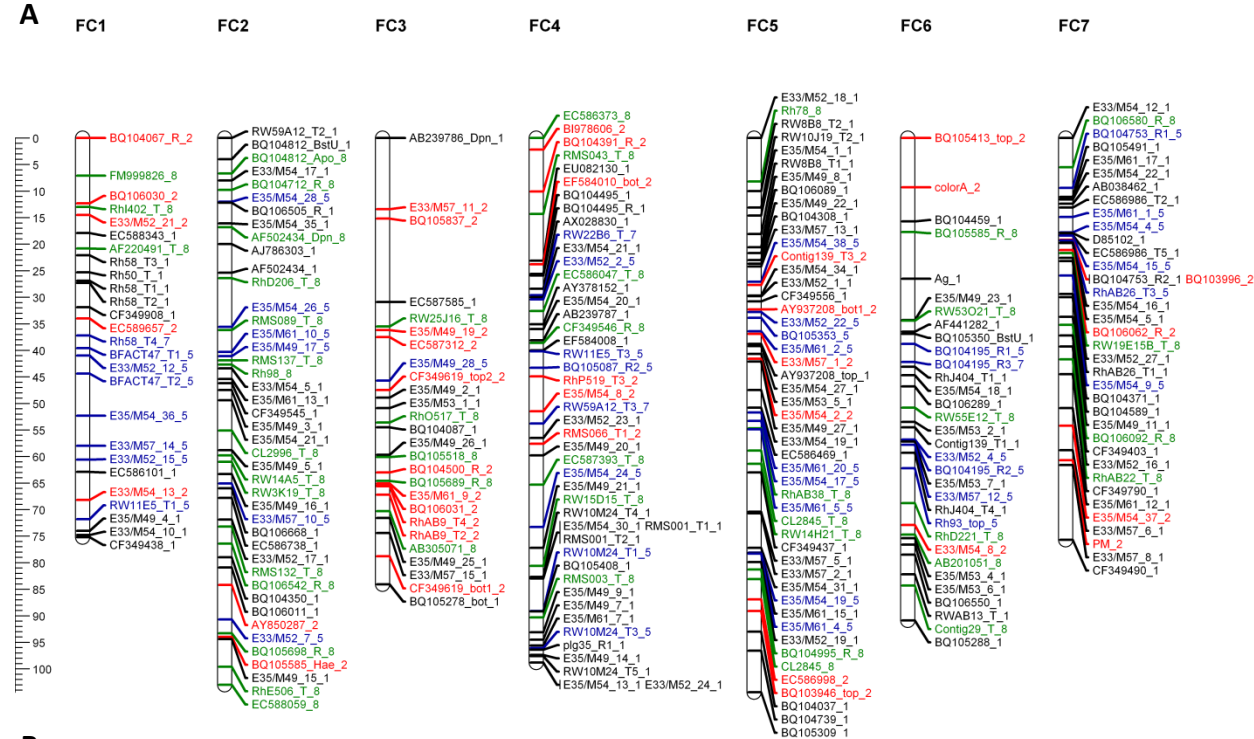 A
FC1
FC2
FC3
FC4
FC5
FC6
FC7
0
5
10
15
20
25
30
35
40
45
50
55
60
65
70
75
80
85
90
95
100
BQ104067_R_2
FM999826_8
BQ106030_2
RhI402_T_8
E33/M52_21_2
EC588343_1
AF220491_T_8
Rh58_T3_1
Rh50_T_1
Rh58_T1_1
Rh58_T2_1
CF349908_1
EC589657_2
Rh58_T4_7
BFACT47_T1_5
E33/M52_12_5
BFACT47_T2_5
E35/M54_36_5
E33/M57_14_5
E33/M52_15_5
EC586101_1
E33/M54_13_2
RW11E5_T1_5
E35/M49_4_1
E33/M54_10_1
CF349438_1
RW59A12_T2_1
BQ104812_BstU_1
BQ104812_Apo_8
E33/M54_17_1
BQ104712_R_8
E35/M54_28_5
BQ106505_R_1
E35/M54_35_1
AF502434_Dpn_8
AJ786303_1
AF502434_1
RhD206_T_8
E35/M54_26_5
RMS089_T_8
E35/M61_10_5
E35/M49_17_5
RMS137_T_8
Rh98_8
E33/M54_5_1
E35/M61_13_1
CF349545_1
E35/M49_3_1
E35/M54_21_1
CL2996_T_8
E35/M49_5_1
RW14A5_T_8
RW3K19_T_8
E35/M49_16_1
E33/M57_10_5
BQ106668_1
EC586738_1
E33/M52_17_1
RMS132_T_8
BQ106542_R_8
BQ104350_1
BQ106011_1
AY850287_2
E33/M52_7_5
BQ105698_R_8
BQ105585_Hae_2
E35/M49_15_1
RhE506_T_8
EC588059_8
AB239786_Dpn_1
E33/M57_11_2
BQ105837_2
EC587585_1
RW25J16_T_8
E35/M49_19_2
EC587312_2
E35/M49_28_5
CF349619_top2_2
E35/M49_2_1
E35/M53_1_1
RhO517_T_8
BQ104087_1
E35/M49_26_1
BQ105518_8
BQ104500_R_2
BQ105689_R_8
E35/M61_9_2
BQ106031_2
RhAB9_T4_2
RhAB9_T2_2
AB305071_8
E35/M49_25_1
E33/M57_15_1
CF349619_bot1_2
BQ105278_bot_1
EC586373_8
BI978606_2
BQ104391_R_2
RMS043_T_8
EU082130_1
EF584010_bot_2
BQ104495_1
BQ104495_R_1
AX028830_1
RW22B6_T_7
E33/M54_21_1
E33/M52_2_5
EC586047_T_8
AY378152_1
E35/M54_20_1
AB239787_1
CF349546_R_8
EF584008_1
RW11E5_T3_5
BQ105087_R2_5
RhP519_T3_2
E35/M54_8_2
RW59A12_T3_7
E33/M52_23_1
RMS066_T1_2
E35/M49_20_1
EC587393_T_8
E35/M54_24_5
E35/M49_21_1
RW15D15_T_8
RW10M24_T4_1
E35/M54_30_1 RMS001_T1_1
RMS001_T2_1
RW10M24_T1_5
BQ105408_1
RMS003_T_8
E35/M49_9_1
E35/M49_7_1
E35/M61_7_1
RW10M24_T3_5
pIg35_R1_1
E35/M49_14_1
RW10M24_T5_1
E35/M54_13_1 E33/M52_24_1
E33/M52_18_1
Rh78_8
RW8B8_T2_1
RW10J19_T2_1
E35/M54_1_1
RW8B8_T1_1
E35/M49_8_1
BQ106089_1
E35/M49_22_1
BQ104308_1
E33/M57_13_1
E35/M54_38_5
Contig139_T3_2
E35/M54_34_1
E33/M52_1_1
CF349556_1
AY937208_bot1_2
E33/M52_22_5
BQ105353_5
E35/M61_2_5
E33/M57_1_2
AY937208_top_1
E35/M54_27_1
E35/M53_5_1
E35/M54_2_2
E35/M49_27_1
E33/M54_19_1
EC586469_1
E35/M61_20_5
E35/M54_17_5
RhAB38_T_8
E35/M61_5_5
CL2845_T_8
RW14H21_T_8
CF349437_1
E33/M57_5_1
E33/M57_2_1
E35/M54_31_1
E35/M54_19_5
E35/M61_15_1
E35/M61_4_5
E33/M52_19_1
BQ104995_R_8
CL2845_8
EC586998_2
BQ103946_top_2
BQ104037_1
BQ104739_1
BQ105309_1
BQ105413_top_2
colorA_2
BQ104459_1
BQ105585_R_8
Ag_1
E35/M49_23_1
RW53O21_T_8
AF441282_1
BQ105350_BstU_1
BQ104195_R1_5
BQ104195_R3_7
RhJ404_T1_1
E35/M54_18_1
BQ106289_1
RW55E12_T_8
E35/M53_2_1
Contig139_T1_1
E33/M52_4_5
BQ104195_R2_5
E35/M53_7_1
E33/M57_12_5
RhJ404_T4_1
Rh93_top_5
RhD221_T_8
E33/M54_8_2
AB201051_8
E35/M53_4_1
E35/M53_6_1
BQ106550_1
RWAB13_T_1
Contig29_T_8
BQ105288_1
E33/M54_12_1
BQ106580_R_8
BQ104753_R1_5
BQ105491_1
E35/M61_17_1
E35/M54_22_1
AB038462_1
EC586986_T2_1
E35/M61_1_5
E35/M54_4_5
D85102_1
EC586986_T5_1
E35/M54_15_5
BQ104753_R2_1 BQ103996_2
RhAB26_T3_5
E35/M54_16_1
E35/M54_5_1
BQ106062_R_2
RW19E15B_T_8
E33/M52_27_1
RhAB26_T1_1
E35/M54_9_5
BQ104371_1
BQ104589_1
E35/M49_11_1
BQ106092_R_8
CF349403_1
E33/M52_16_1
RhAB22_T_8
CF349790_1
E35/M61_12_1
E35/M54_37_2
E33/M57_6_1
PM_2
E33/M57_8_1
CF349490_1